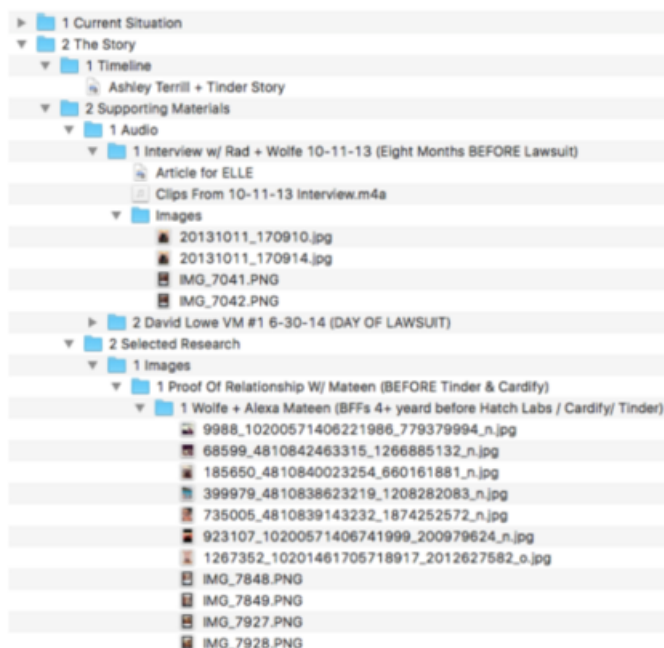 1 Current Situation
2 The Story
1 Timeline
Ashley Terrill + Tinder Story
2 Supporting Materials
1 Audio
1 Interview w/ Rad + Wolfe 10-11-13 (Eight Months BEFORE Lawsuit)
Article for ELLE
Clips From 10-11-13 Interview.m4a
Images
20131011_170910.jpg
20131011_170914.jpg
IMG_7041.PNG
IMG_7042.PNG
2 David Lowe VM #1 6-30-14 (DAY OF LAWSUIT)
2 Selected Research
1 Images
1 Proof Of Relationship W/ Mateen (BEFORE Tinder & Cardify)
1 Wolfe + Alexa Mateen (BFFs 4+ yeard before Hatch Labs / Cardify/ Tinder)
9988_10200571406221986_779379994_n.jpg
68599_4810842463315_1266885132_n.jpg
185650_4810840023254_660161881_n.jpg
399979_4810838623219_1208282083_n.jpg
735005_4810839143232_1874252572_n.jpg
923107_10200571406741999_200979624_n.jpg
1267352_10201461705718917_2012627582_o.jpg
IMG_7848.PNG
IMG_7849.PNG
IMG_7927.PNG
IMG_7928.PNG